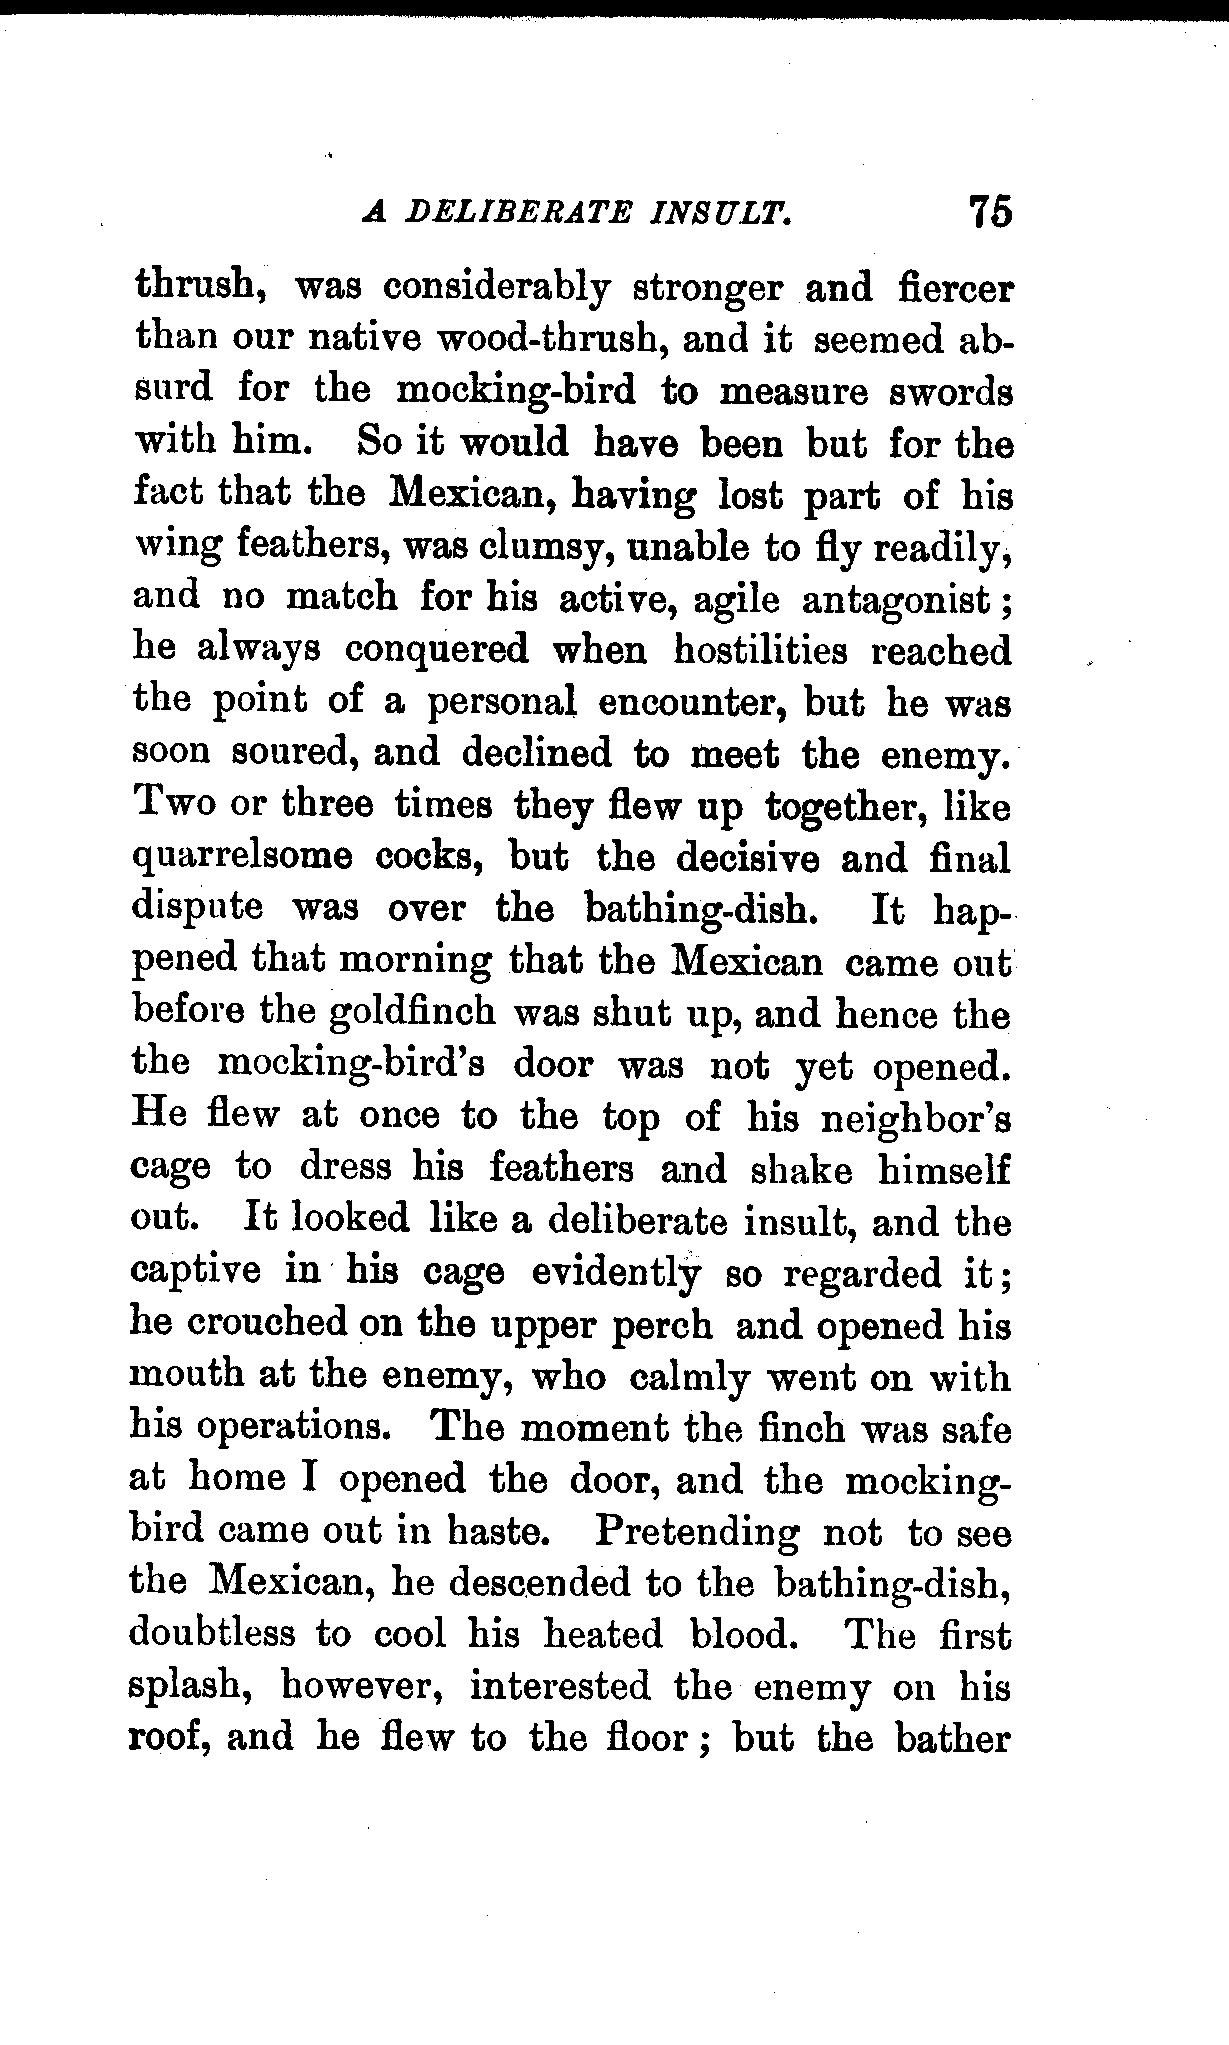 A DELIBERATE INSULT. 75
thrush, was considerably stronger and fiercer
than our native wood-thrush, and it seemed ab-
surd for the mocking-bird to measure swords
with him. So it would have been but for the
fact that the Mexican, having lost part of his
wing feathers, was clumsy, unable to fly readily,
and no match for his active, agile antagonist;
he always conquered when hostilities reached
the point of a personal encounter, but he was
soon soured, and declined to meet the enemy.
Two or three times they flew up together, like
quarrelsome cocks, but the decisive and final
dispute was over the bathing-dish. It hap-
pened that morning that the Mexican came out
before the goldfinch was shut up, and hence the
the mocking-bird's door was not yet opened.
He flew at once to the top of his neighbor's
cage to dress his feathers and shake himself
out. It looked like a deliberate insult, and the
captive in his cage evidently so regarded it;
he crouched on the upper perch and opened his
mouth at the enemy, who calmly went on with
his operations. The moment the finch was safe
at home I opened the door, and the mocking-
bird came out in haste. Pretending not to see
the Mexican, he descended to the bathing-dish,
doubtless to cool his heated blood. The first
splash, however, interested the enemy on his
roof, and he flew to the floor; but the bather